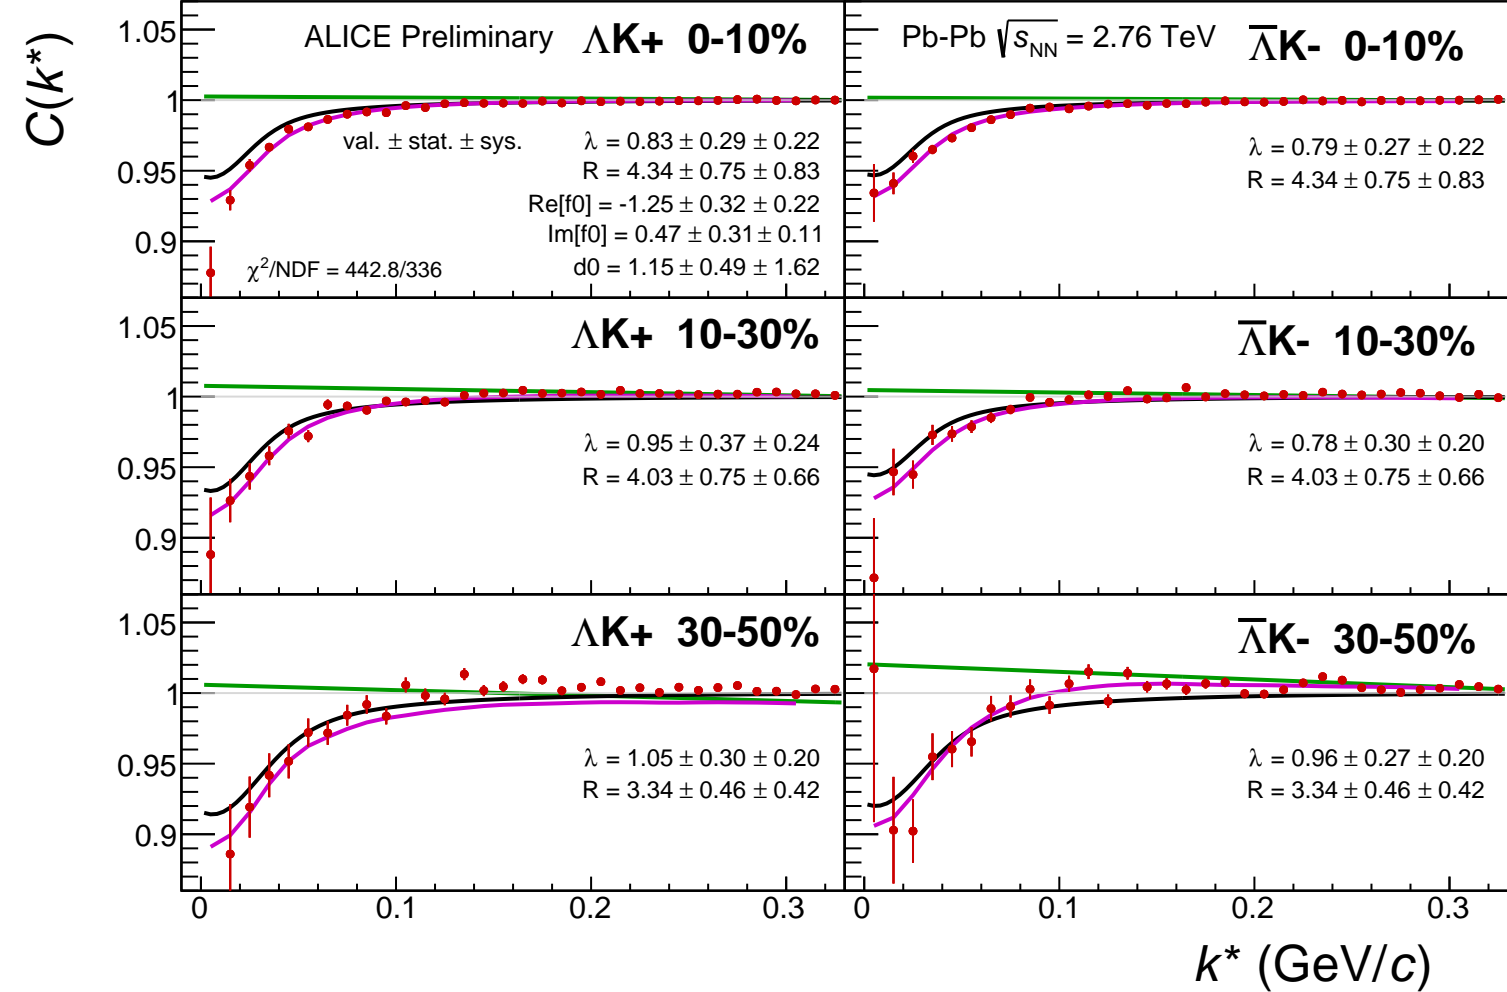 C(k*)
ALICE Preliminary ΛK+ 0-10%
val. ± stat. ± sys.
λ = 0.83 ± 0.29 ± 0.22
R = 4.34 ± 0.75 ± 0.83
Re[f0] = -1.25 ± 0.32 ± 0.22
Im[f0] = 0.47 ± 0.31 ± 0.11
d0 = 1.15 ± 0.49 ± 1.62
χ²/NDF = 442.8/336
1.05
1
0.95
0.9
Pb-Pb √s_NN = 2.76 TeV Λ̅K- 0-10%
λ = 0.79 ± 0.27 ± 0.22
R = 4.34 ± 0.75 ± 0.83
ΛK+ 10-30%
λ = 0.95 ± 0.37 ± 0.24
R = 4.03 ± 0.75 ± 0.66
1.05
1
0.95
0.9
Λ̅K- 10-30%
λ = 0.78 ± 0.30 ± 0.20
R = 4.03 ± 0.75 ± 0.66
ΛK+ 30-50%
λ = 1.05 ± 0.30 ± 0.20
R = 3.34 ± 0.46 ± 0.42
1.05
1
0.95
0.9
Λ̅K- 30-50%
λ = 0.96 ± 0.27 ± 0.20
R = 3.34 ± 0.46 ± 0.42
0 0.1 0.2 0.3
0 0.1 0.2 0.3
k* (GeV/c)